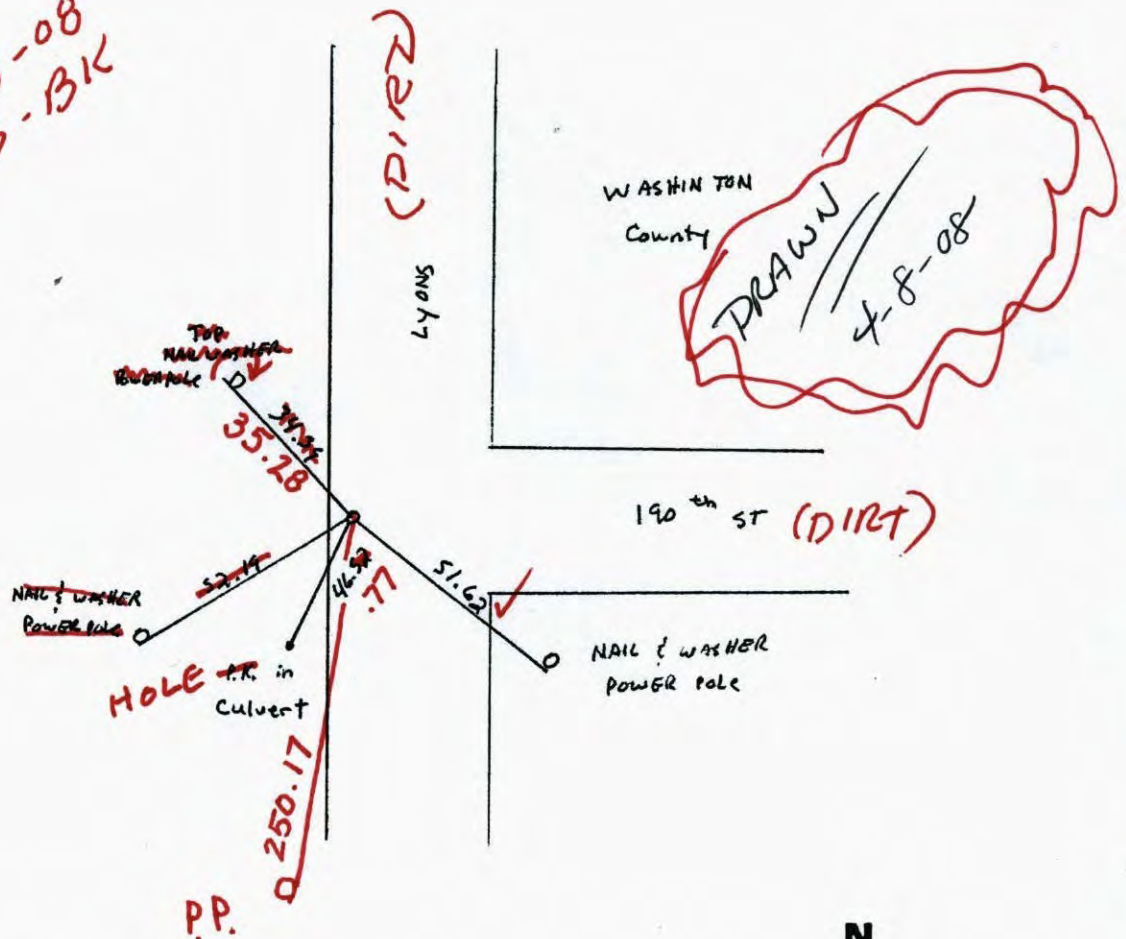 -08
-BK
(DIRT)
LYONS
WASHINTON
County
DRAWN
4-8-08
TOP
NAIL WASHER
POWER POLE
35.28
190th ST (DIRT)
52.19
46.52
.77
51.62
NAIL & WASHER
POWER POLE
NAIL & WASHER
POWER POLE
HOLE P.K. in
Culvert
250.17
P.P.
N